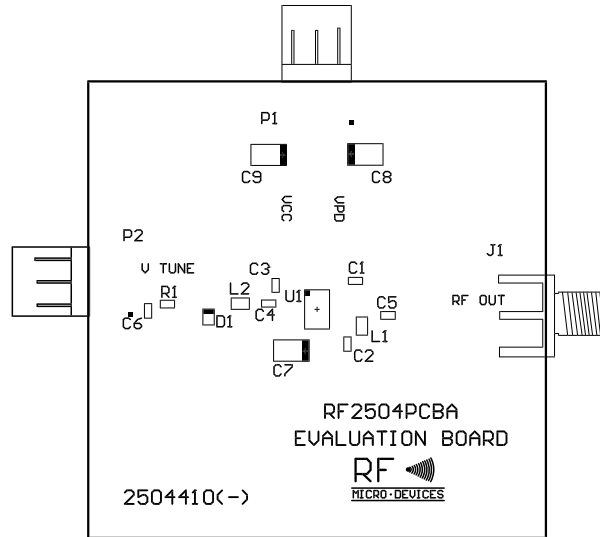 P1
C9
C8
VCC
VPD
P2
J1
V TUNE
C3
C1
L2
U1
R1
RF OUT
C4
C5
C6
D1
L1
C2
C7
RF2504PCBA
EVALUATION BOARD
RF
MICRO·DEVICES
2504410(-)